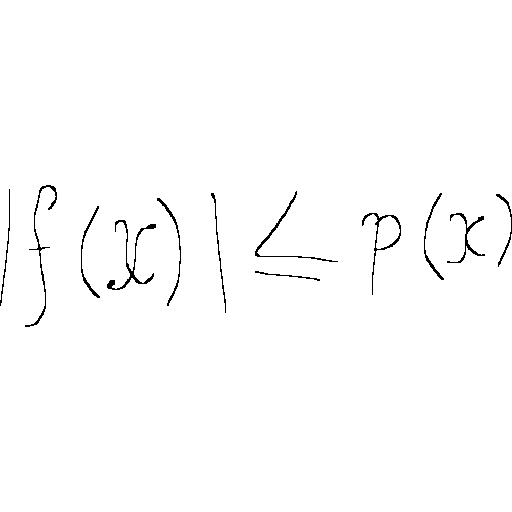 |f(x)| ≤ p(x)